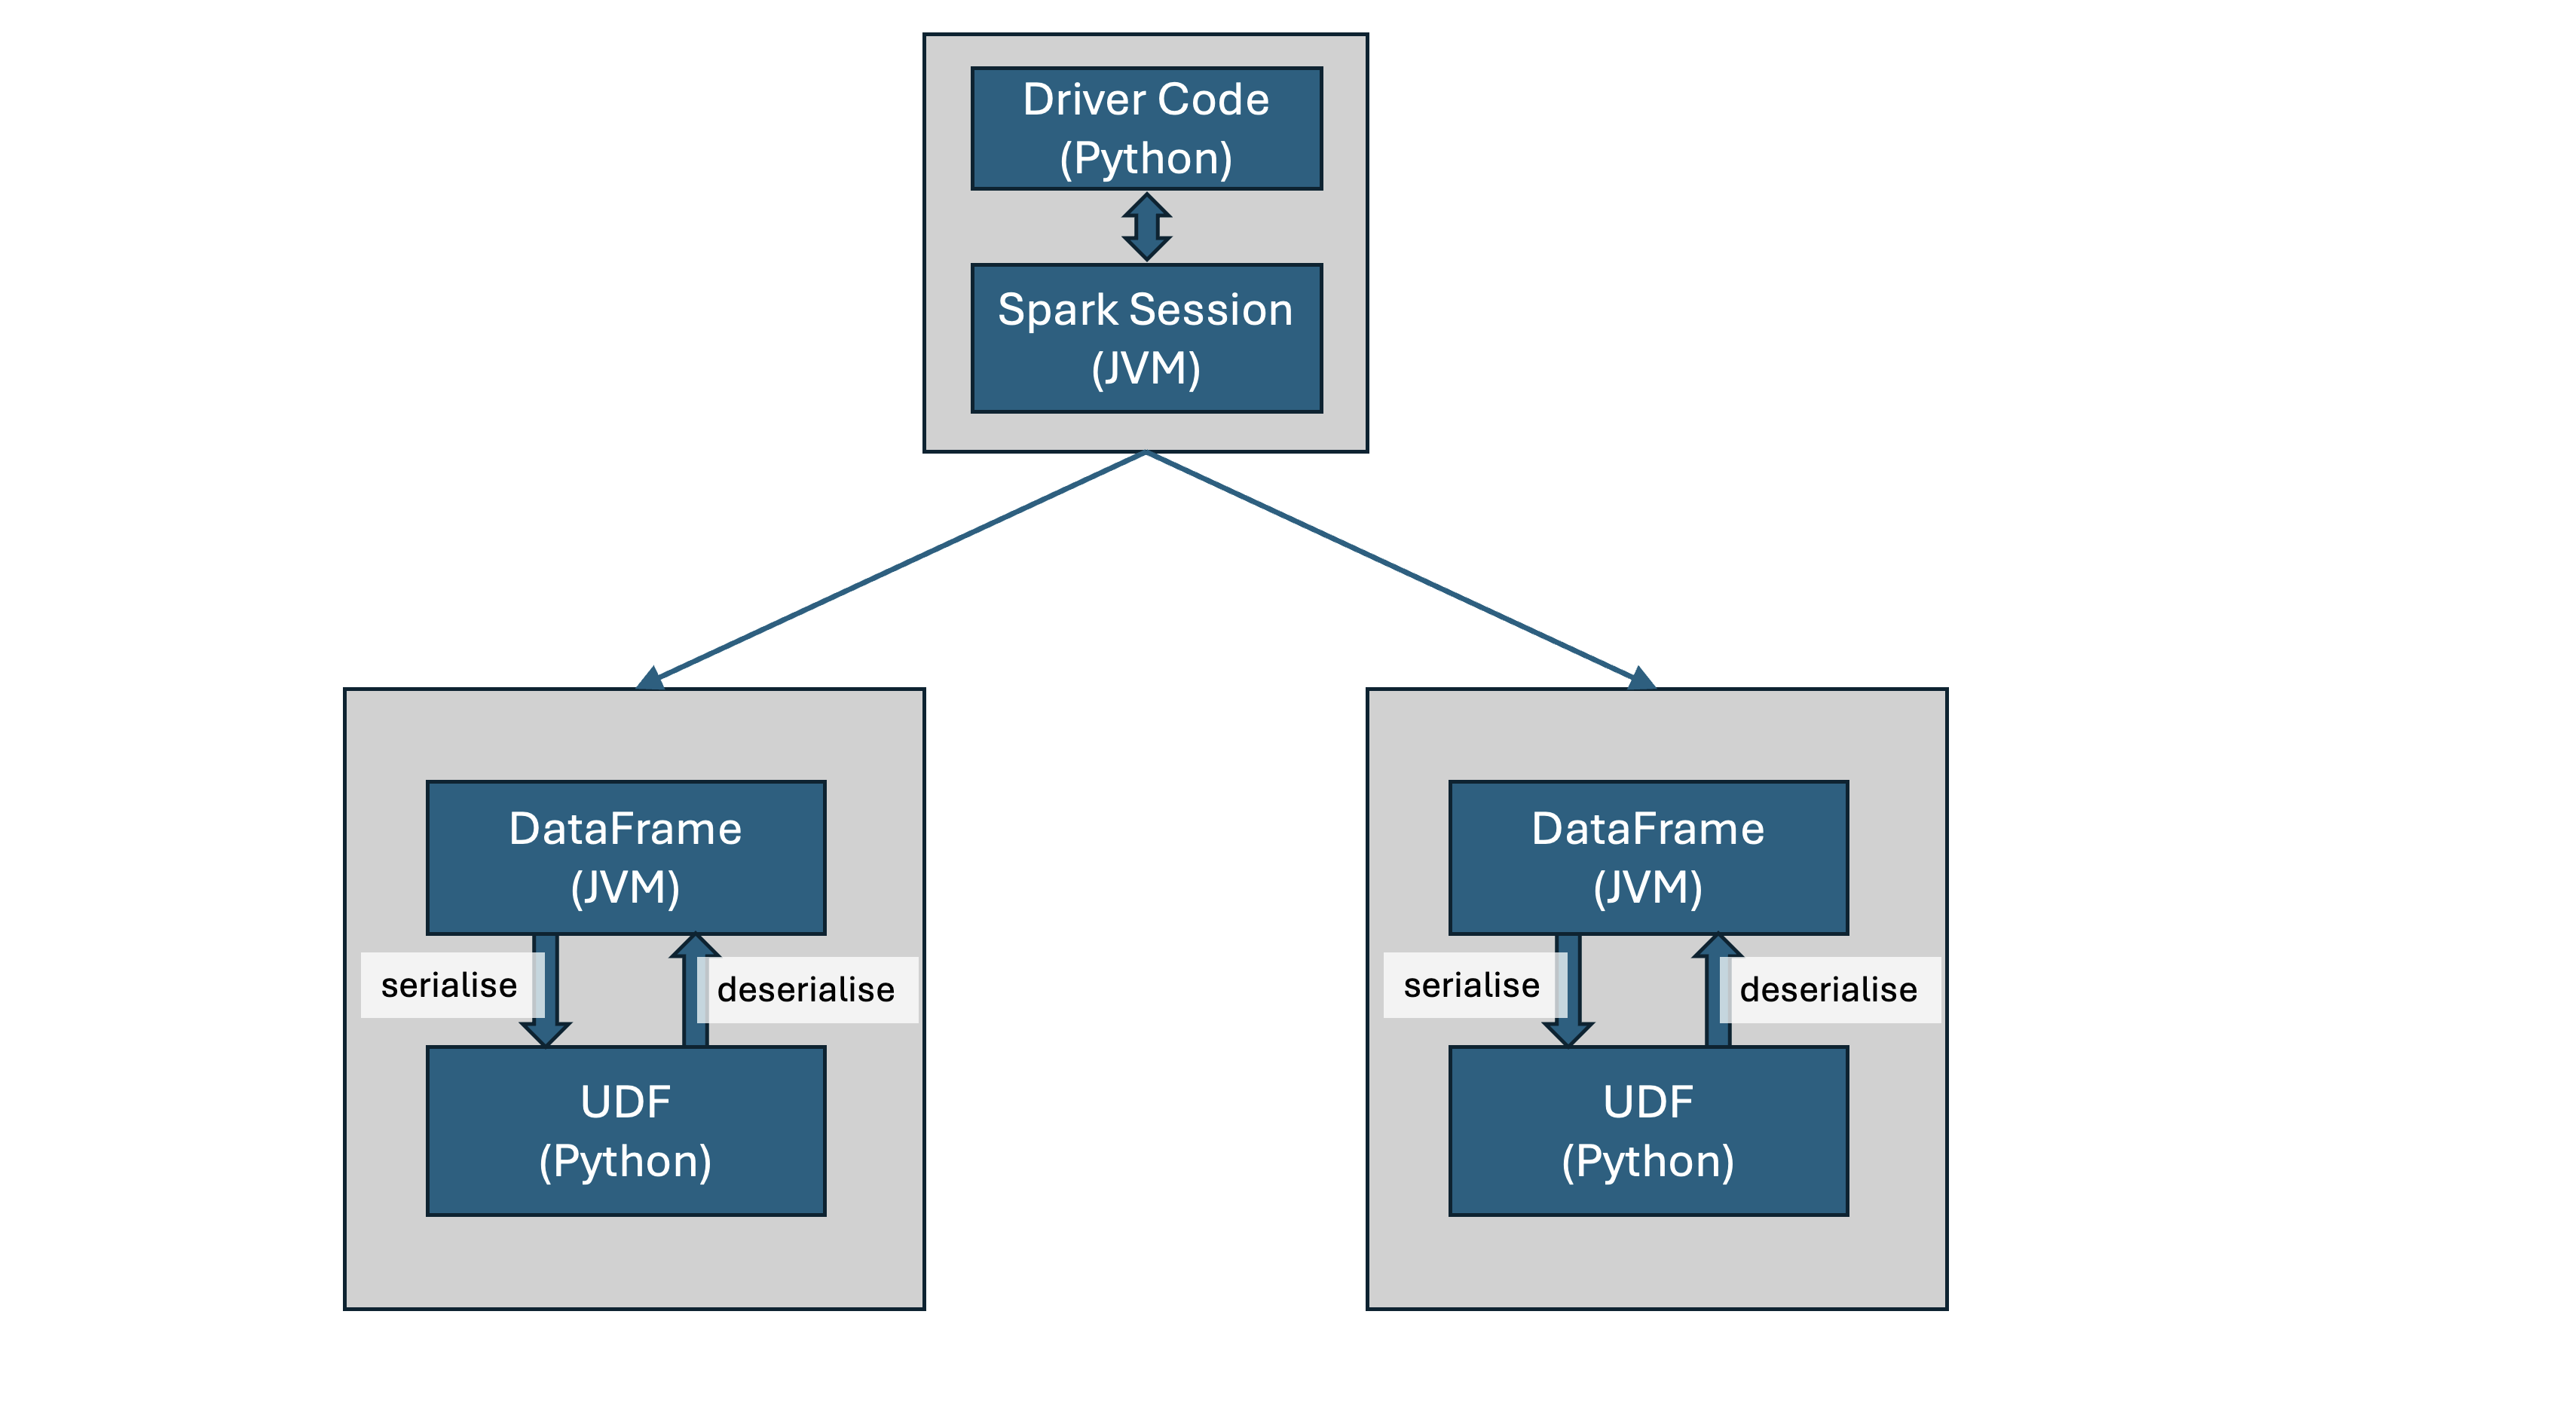 Driver Code
(Python)
Spark Session
(JVM)
DataFrame
(JVM)
serialise
deserialise
UDF
(Python)
DataFrame
(JVM)
serialise
deserialise
UDF
(Python)